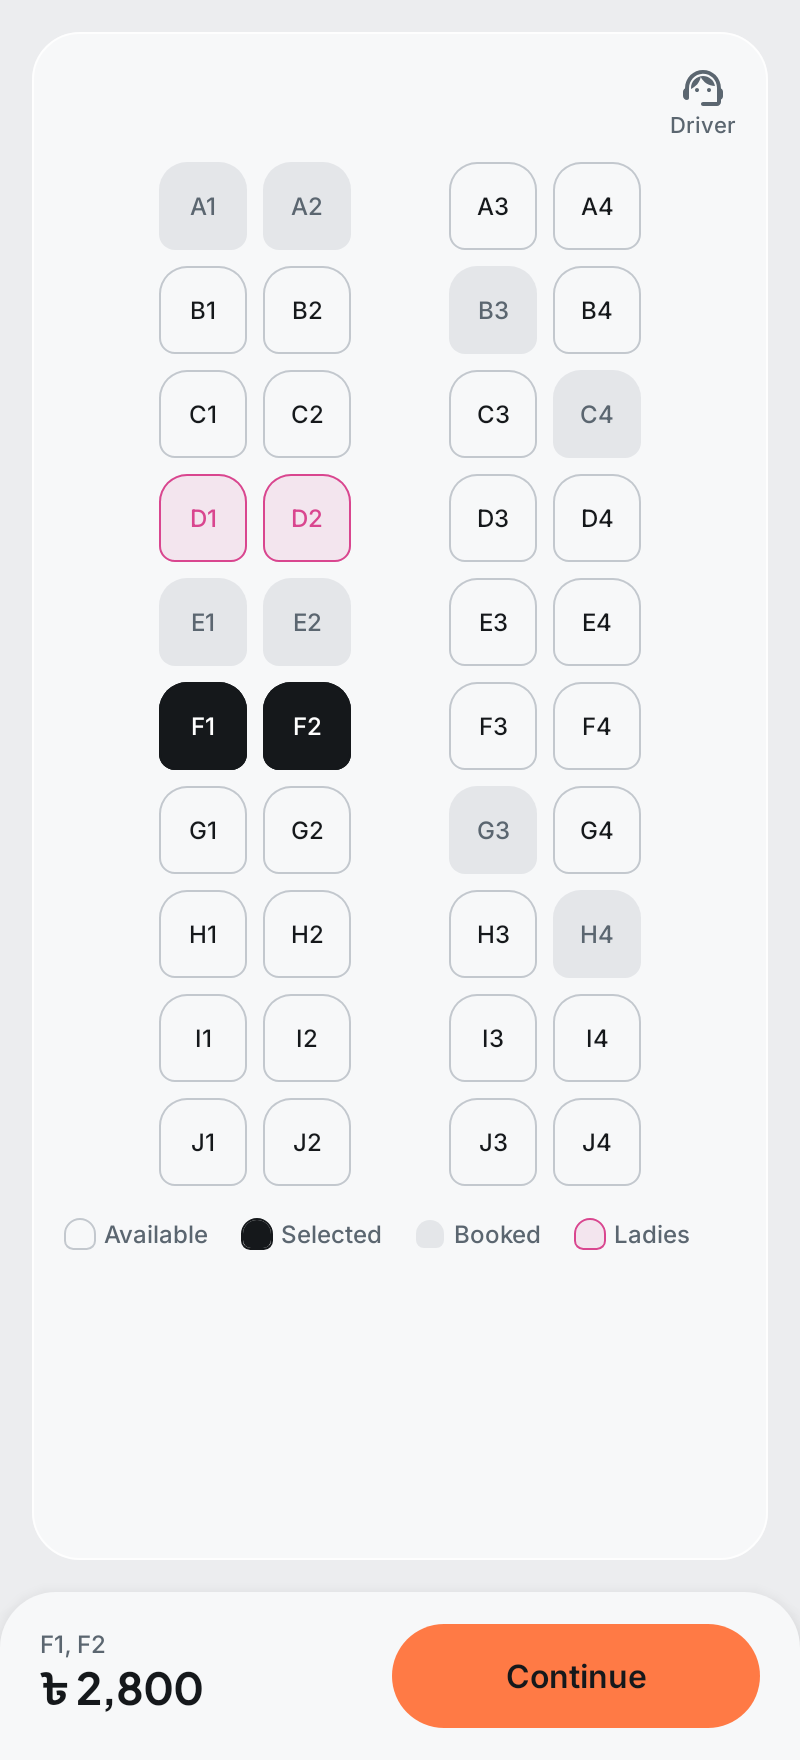 Driver
A1 A2 A3 A4
B1 B2 B3 B4
C1 C2 C3 C4
D1 D2 D3 D4
E1 E2 E3 E4
F1 F2 F3 F4
G1 G2 G3 G4
H1 H2 H3 H4
I1 I2 I3 I4
J1 J2 J3 J4
Available Selected Booked Ladies
F1, F2
৳ 2,800
Continue